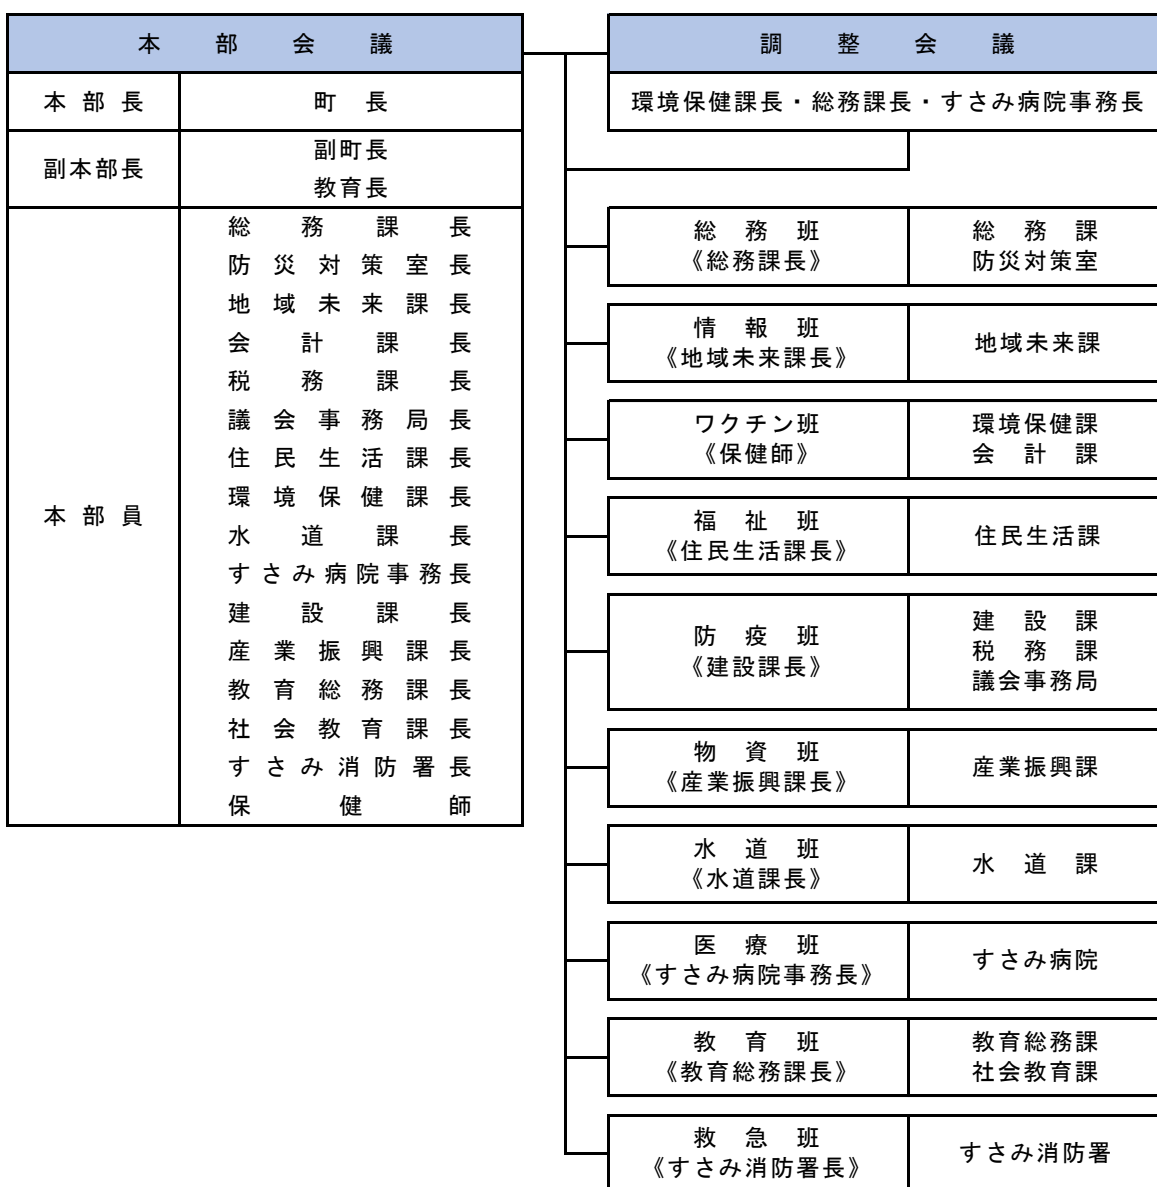 本部会議
本部長
町長
副本部長
副町長
教育長
本部員
総務課長
防災対策室長
地域未来課長
会計課長
税務課長
議会事務局長
住民生活課長
環境保健課長
水道課長
すさみ病院事務長
建設課長
産業振興課長
教育総務課長
社会教育課長
すさみ消防署長
保健師
調整会議
環境保健課長・総務課長・すさみ病院事務長
総務班
《総務課長》
総務課
防災対策室
情報班
《地域未来課長》
地域未来課
ワクチン班
《保健師》
環境保健課
会計課
福祉班
《住民生活課長》
住民生活課
防疫班
《建設課長》
建設課
税務課
議会事務局
物資班
《産業振興課長》
産業振興課
水道班
《水道課長》
水道課
医療班
《すさみ病院事務長》
すさみ病院
教育班
《教育総務課長》
教育総務課
社会教育課
救急班
《すさみ消防署長》
すさみ消防署